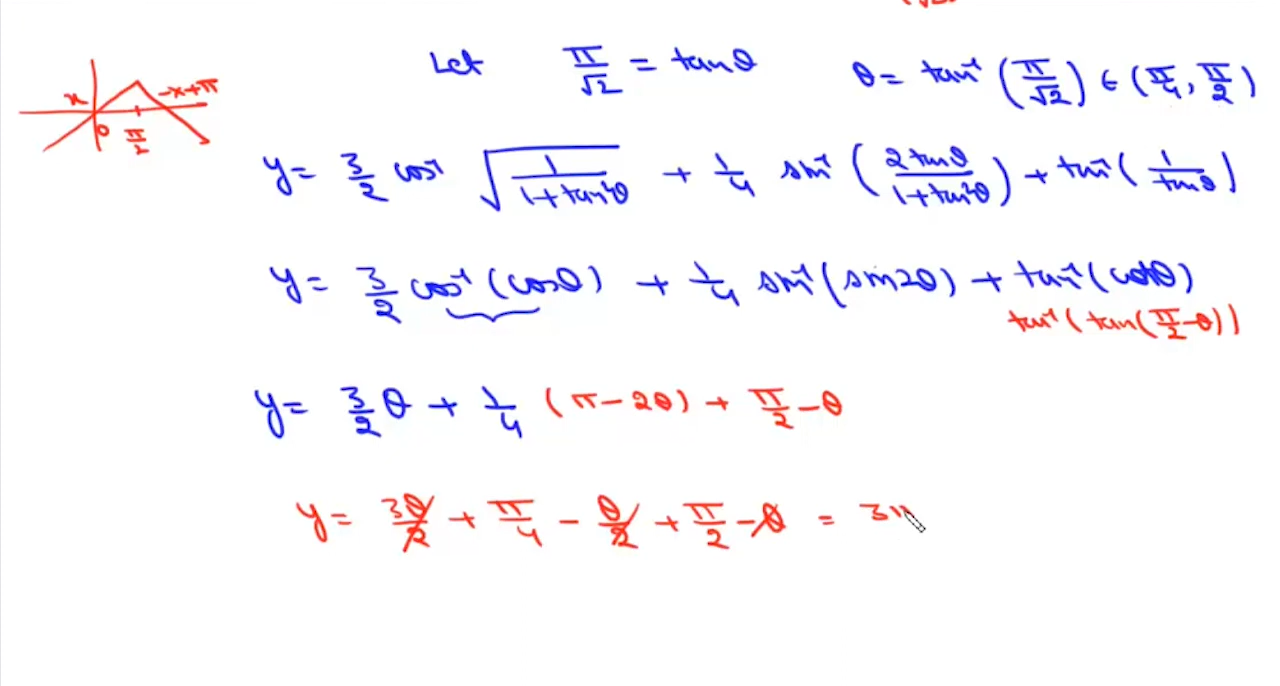 Let π/√2 = tanθ θ = tan⁻¹(π/√2) ∈ (π/4, π/2)
x 0 π/2 -x+π
y = 3/2 cos⁻¹ √(1/(1+tan²θ)) + 1/4 sin⁻¹(2tanθ/(1+tan²θ)) + tan⁻¹(1/tanθ)
y = 3/2 cos⁻¹(cosθ) + 1/4 sin⁻¹(sin2θ) + tan⁻¹(cotθ)
tan⁻¹(tan(π/2-θ))
y = 3/2 θ + 1/4 (π-2θ) + π/2 - θ
y = 3θ/2 + π/4 - θ/2 + π/2 - θ = 3